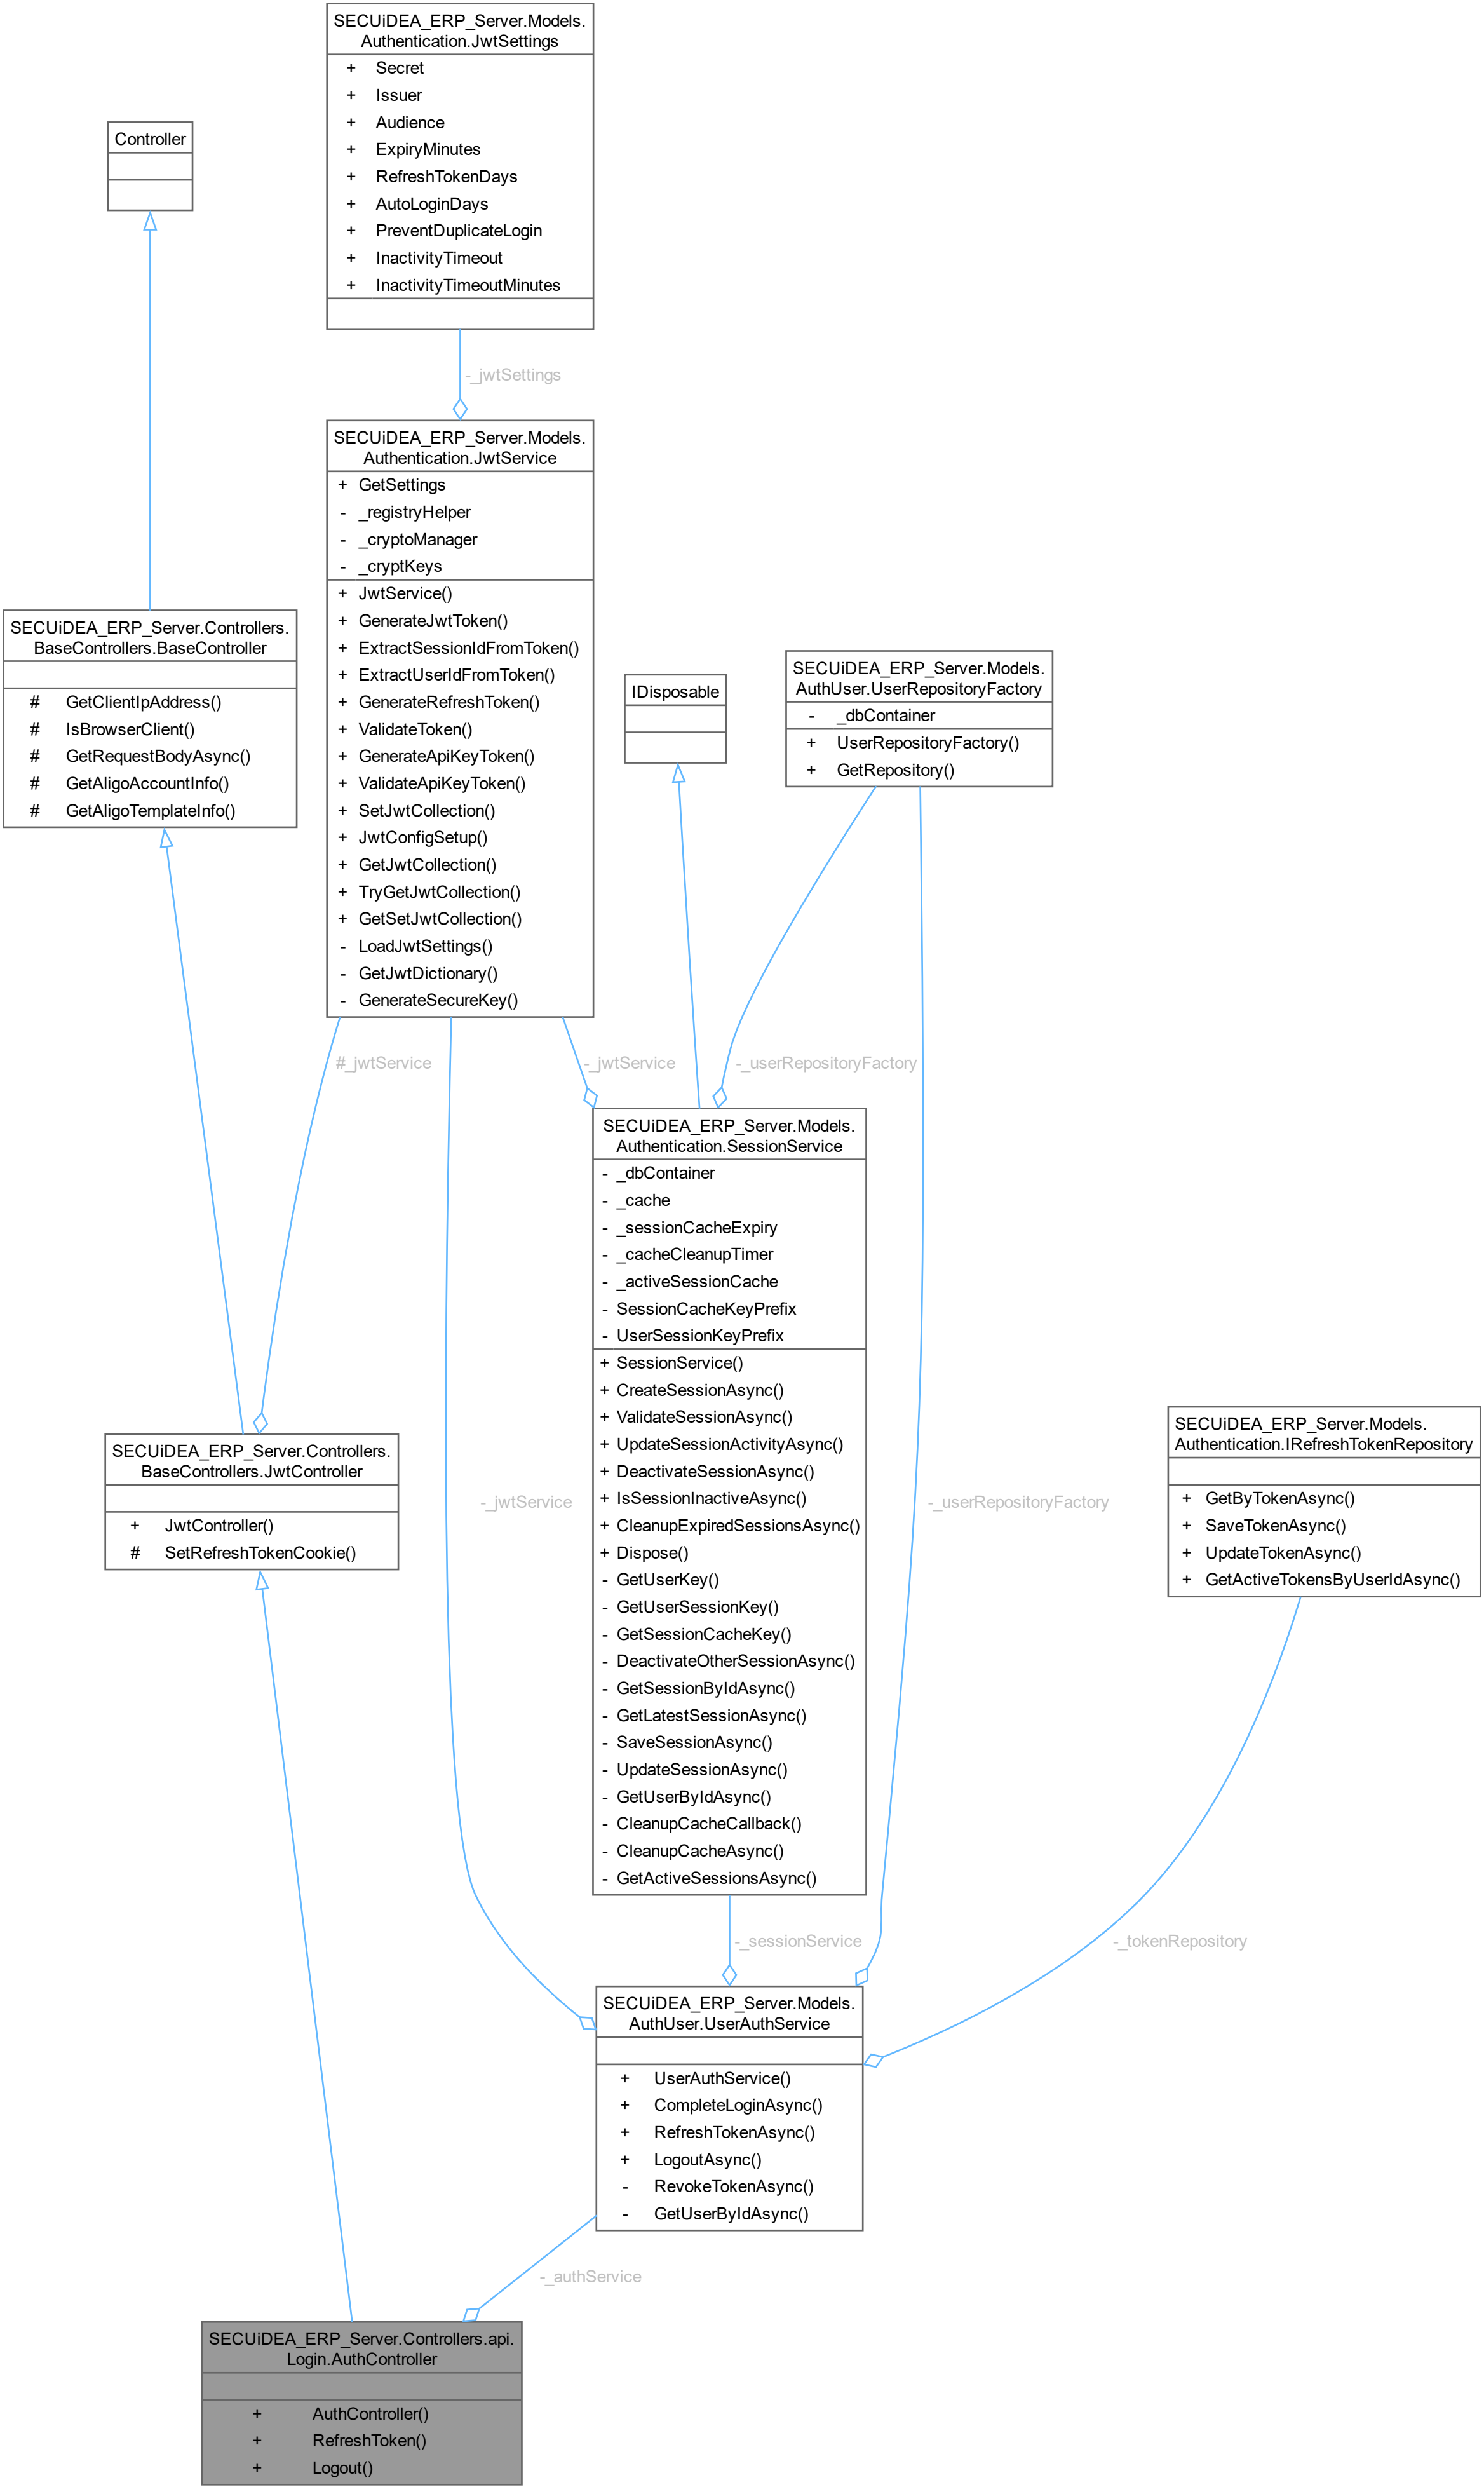 SECUiDEA_ERP_Server.Models.
Authentication.JwtSettings
+ Secret
+ Issuer
+ Audience
+ ExpiryMinutes
+ RefreshTokenDays
+ AutoLoginDays
+ PreventDuplicateLogin
+ InactivityTimeout
+ InactivityTimeoutMinutes
Controller
-_jwtSettings
SECUiDEA_ERP_Server.Models.
Authentication.JwtService
+ GetSettings
- _registryHelper
- _cryptoManager
- _cryptKeys
+ JwtService()
+ GenerateJwtToken()
+ ExtractSessionIdFromToken()
+ ExtractUserIdFromToken()
+ GenerateRefreshToken()
+ ValidateToken()
+ GenerateApiKeyToken()
+ ValidateApiKeyToken()
+ SetJwtCollection()
+ JwtConfigSetup()
+ GetJwtCollection()
+ TryGetJwtCollection()
+ GetSetJwtCollection()
- LoadJwtSettings()
- GetJwtDictionary()
- GenerateSecureKey()
SECUiDEA_ERP_Server.Controllers.
BaseControllers.BaseController
# GetClientIpAddress()
# IsBrowserClient()
# GetRequestBodyAsync()
# GetAligoAccountInfo()
# GetAligoTemplateInfo()
IDisposable
SECUiDEA_ERP_Server.Models.
AuthUser.UserRepositoryFactory
- _dbContainer
+ UserRepositoryFactory()
+ GetRepository()
#_jwtService
-_jwtService
-_userRepositoryFactory
SECUiDEA_ERP_Server.Models.
Authentication.SessionService
- _dbContainer
- _cache
- _sessionCacheExpiry
- _cacheCleanupTimer
- _activeSessionCache
- SessionCacheKeyPrefix
- UserSessionKeyPrefix
+ SessionService()
+ CreateSessionAsync()
+ ValidateSessionAsync()
+ UpdateSessionActivityAsync()
+ DeactivateSessionAsync()
+ IsSessionInactiveAsync()
+ CleanupExpiredSessionsAsync()
+ Dispose()
- GetUserKey()
- GetUserSessionKey()
- GetSessionCacheKey()
- DeactivateOtherSessionAsync()
- GetSessionByIdAsync()
- GetLatestSessionAsync()
- SaveSessionAsync()
- UpdateSessionAsync()
- GetUserByIdAsync()
- CleanupCacheCallback()
- CleanupCacheAsync()
- GetActiveSessionsAsync()
SECUiDEA_ERP_Server.Controllers.
BaseControllers.JwtController
+ JwtController()
# SetRefreshTokenCookie()
-_jwtService
-_userRepositoryFactory
SECUiDEA_ERP_Server.Models.
Authentication.IRefreshTokenRepository
+ GetByTokenAsync()
+ SaveTokenAsync()
+ UpdateTokenAsync()
+ GetActiveTokensByUserIdAsync()
-_sessionService
-_tokenRepository
SECUiDEA_ERP_Server.Models.
AuthUser.UserAuthService
+ UserAuthService()
+ CompleteLoginAsync()
+ RefreshTokenAsync()
+ LogoutAsync()
- RevokeTokenAsync()
- GetUserByIdAsync()
-_authService
SECUiDEA_ERP_Server.Controllers.api.
Login.AuthController
+ AuthController()
+ RefreshToken()
+ Logout()